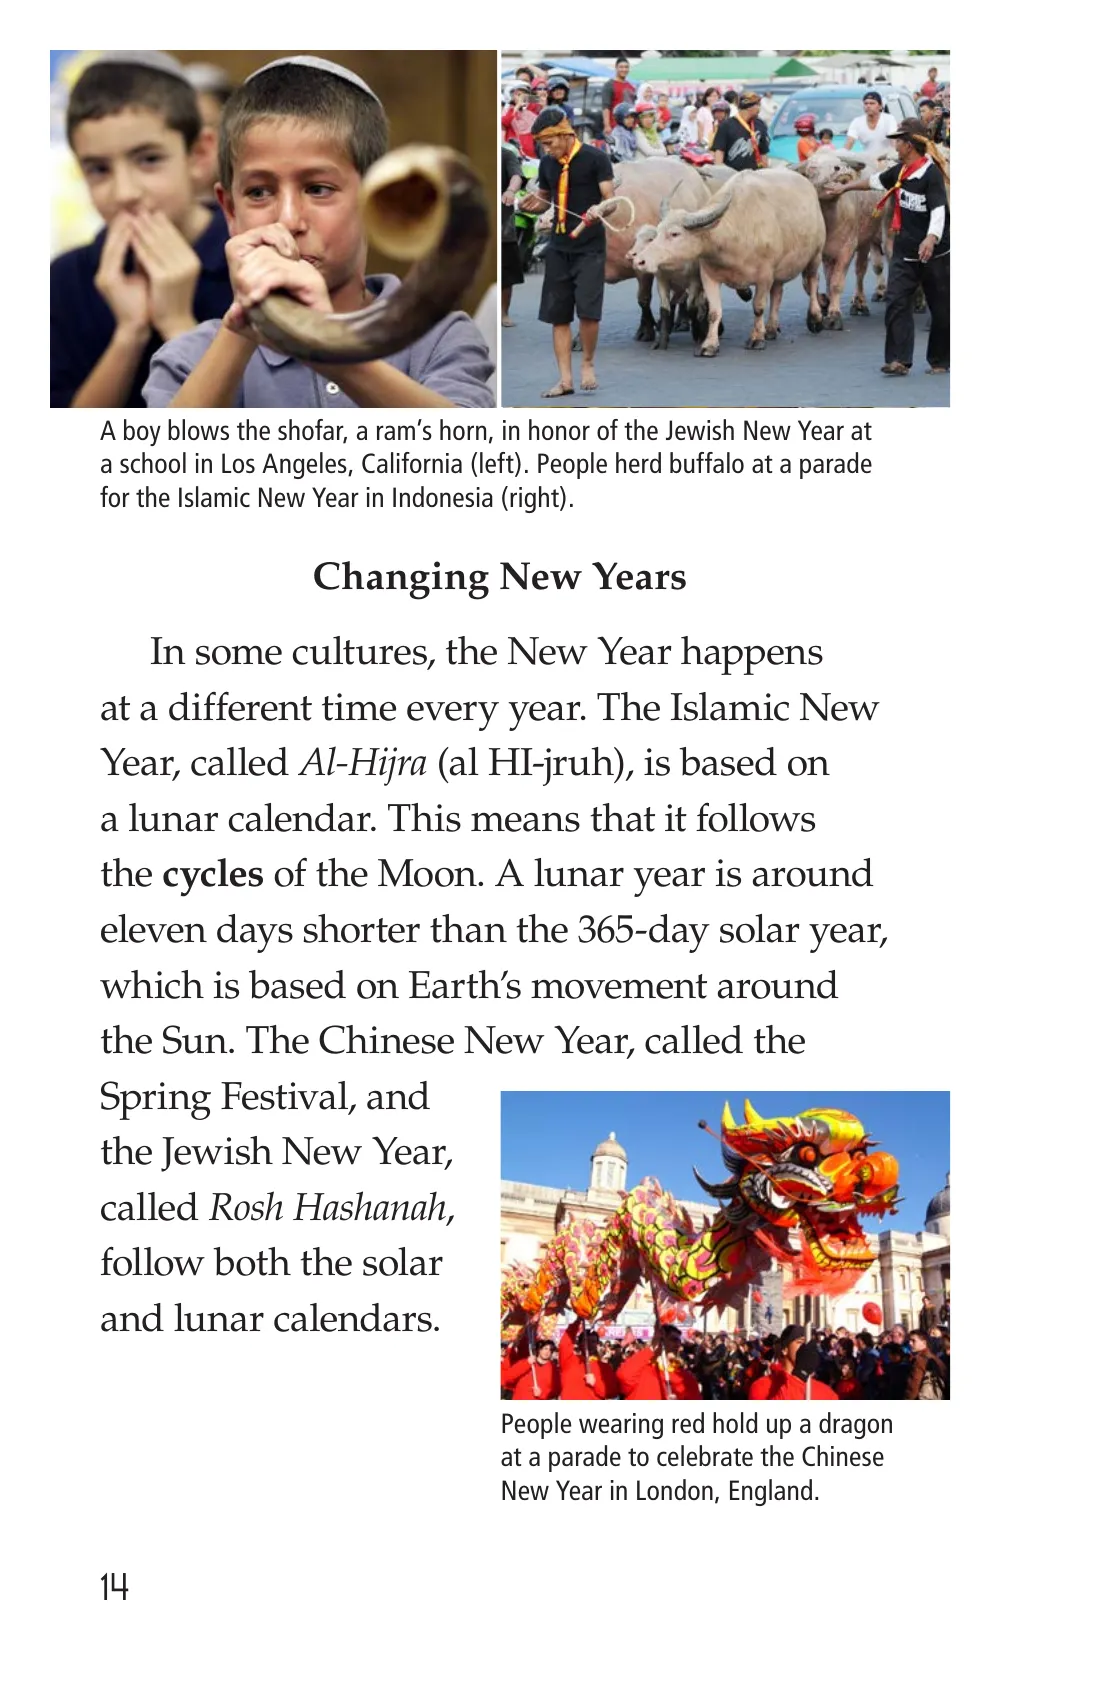 A boy blows the shofar, a ram’s horn, in honor of the Jewish New Year at
a school in Los Angeles, California (left). People herd buffalo at a parade
for the Islamic New Year in Indonesia (right).
Changing New Years
In some cultures, the New Year happens
at a different time every year. The Islamic New
Year, called Al-Hijra (al HI-jruh), is based on
a lunar calendar. This means that it follows
the cycles of the Moon. A lunar year is around
eleven days shorter than the 365-day solar year,
which is based on Earth’s movement around
the Sun. The Chinese New Year, called the
Spring Festival, and
the Jewish New Year,
called Rosh Hashanah,
follow both the solar
and lunar calendars.
People wearing red hold up a dragon
at a parade to celebrate the Chinese
New Year in London, England.
14